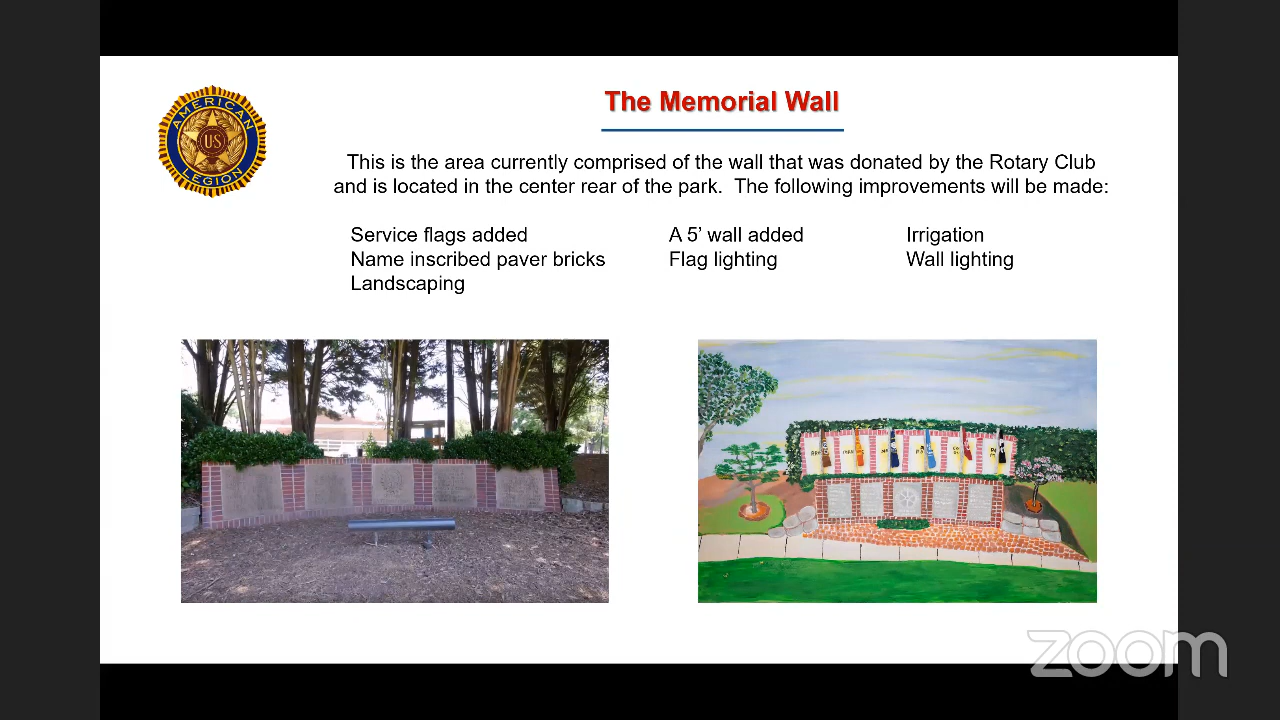 The Memorial Wall
AMERICAN
US
LEGION
This is the area currently comprised of the wall that was donated by the Rotary Club
and is located in the center rear of the park.  The following improvements will be made:
Service flags added
Name inscribed paver bricks
Landscaping
A 5’ wall added
Flag lighting
Irrigation
Wall lighting
zoom